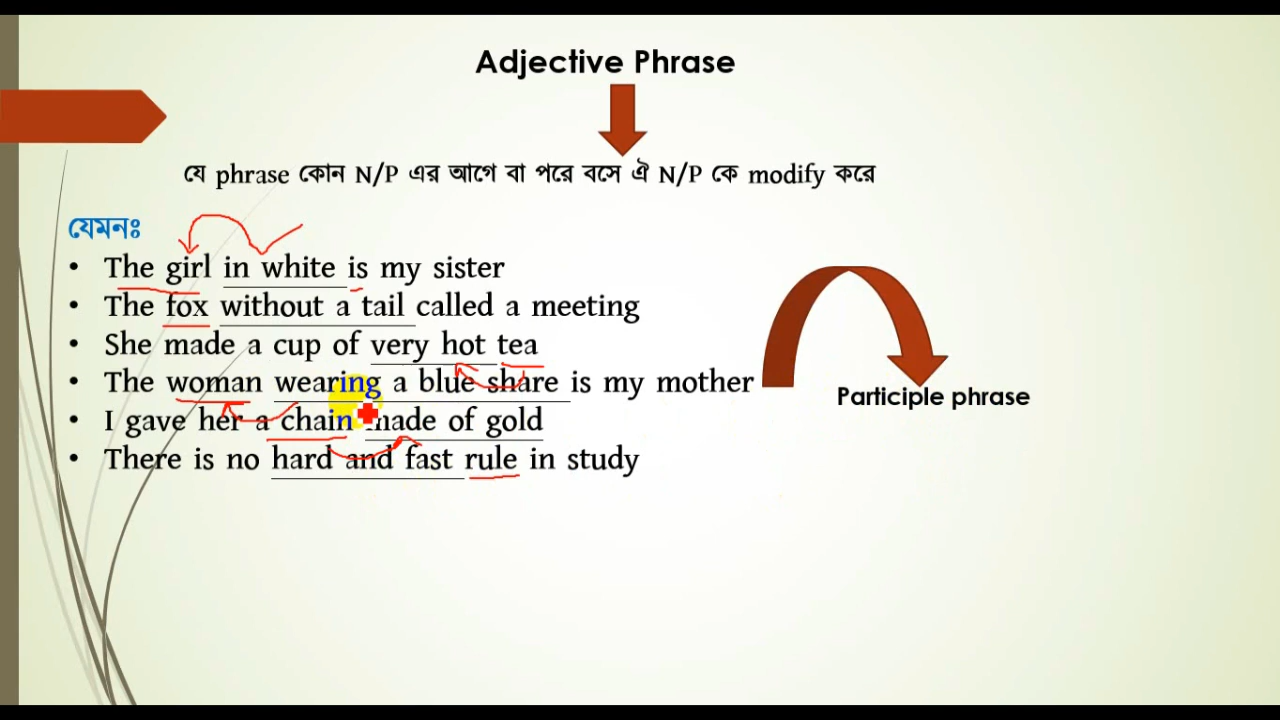 Adjective Phrase
যে phrase কোন N/P এর আগে বা পরে বসে ঐ N/P কে modify করে
যেমনঃ
• The girl in white is my sister
• The fox without a tail called a meeting
• She made a cup of very hot tea
• The woman wearing a blue share is my mother
Participle phrase
• I gave her a chain made of gold
• There is no hard and fast rule in study